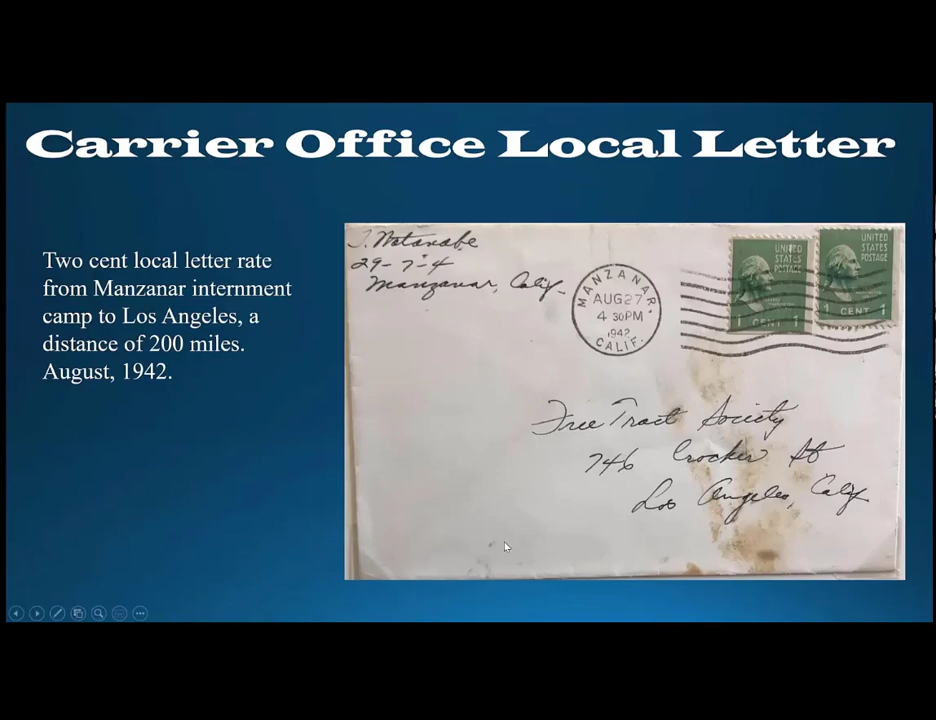 Carrier Office Local Letter
Two cent local letter rate
from Manzanar internment
camp to Los Angeles, a
distance of 200 miles.
August, 1942.
J. Watanabe
29-7-4
Manzanar, Calif.
MANZANAR.
AUG 27
4 30 PM
1942
CALIF.
UNITED
STATES
POSTAGE
CENT 1
UNITED
STATES
POSTAGE
1 CENT 1
Free Tract Society
746 Crocker St
Los Angeles, Calif